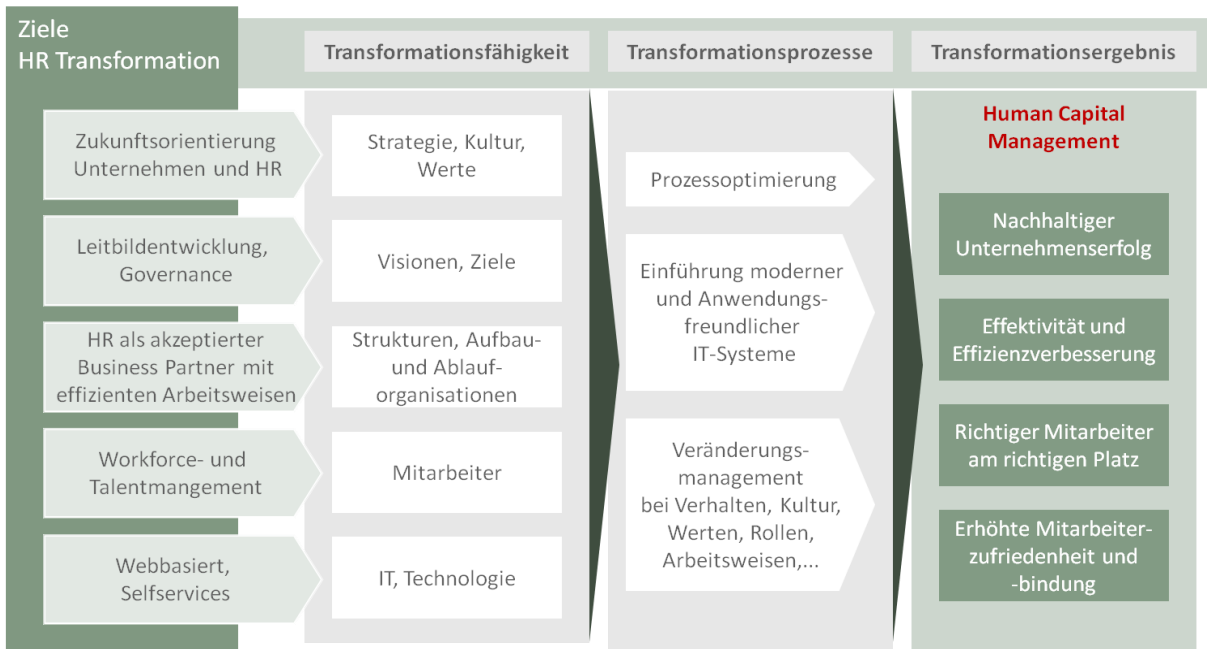 Ziele
HR Transformation
Transformationsfähigkeit
Transformationsprozesse
Transformationsergebnis
Zukunftsorientierung
Unternehmen und HR
Leitbildentwicklung,
Governance
HR als akzeptierter
Business Partner mit
effizienten Arbeitsweisen
Workforce- und
Talentmangement
Webbasiert,
Selfservices
Strategie, Kultur,
Werte
Visionen, Ziele
Strukturen, Aufbau-
und Ablauf-
organisationen
Mitarbeiter
IT, Technologie
Prozessoptimierung
Einführung moderner
und Anwendungs-
freundlicher
IT-Systeme
Veränderungs-
management
bei Verhalten, Kultur,
Werten, Rollen,
Arbeitsweisen,...
Human Capital
Management
Nachhaltiger
Unternehmenserfolg
Effektivität und
Effizienzverbesserung
Richtiger Mitarbeiter
am richtigen Platz
Erhöhte Mitarbeiter-
zufriedenheit und
-bindung